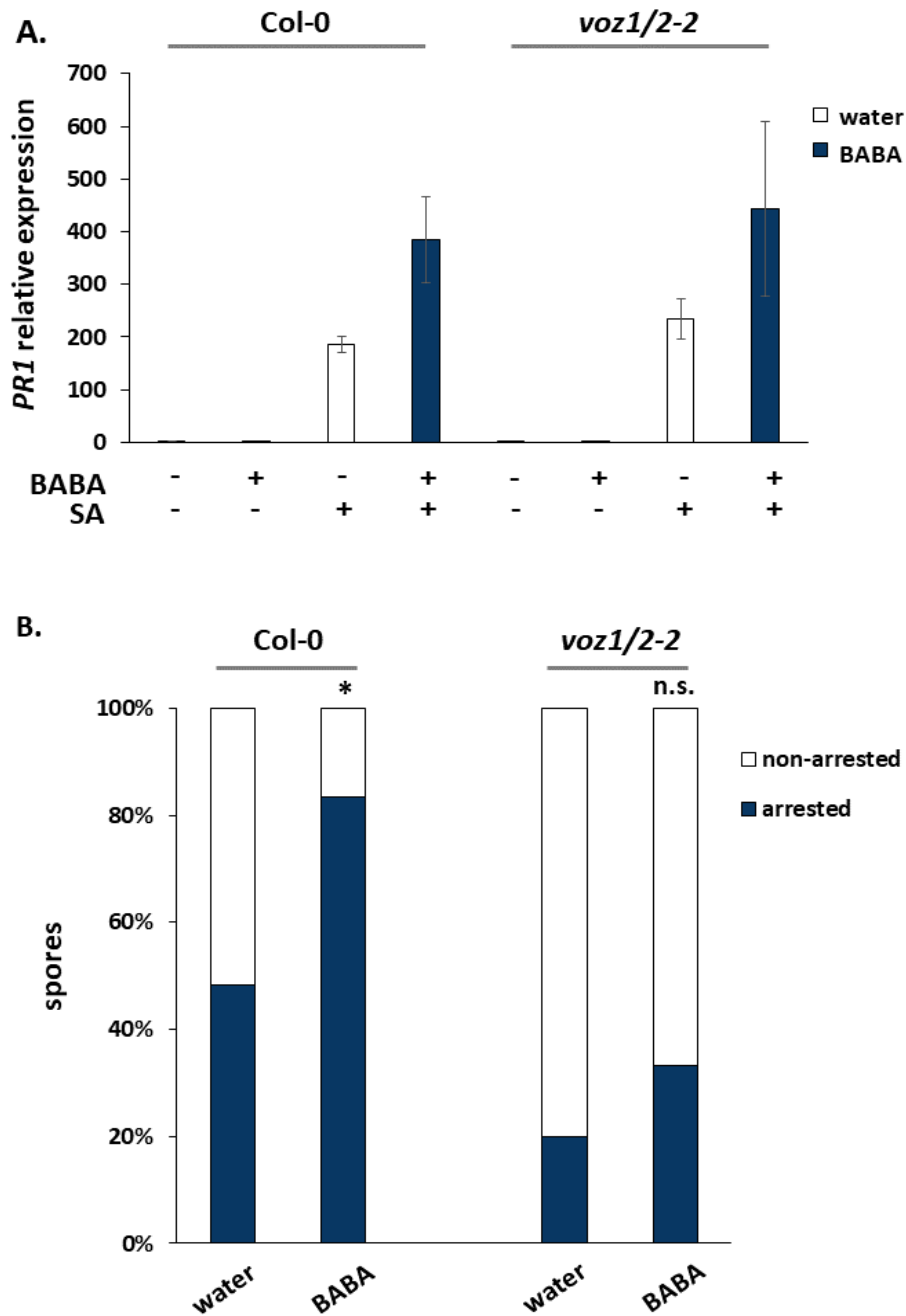 A.
Col-0 voz1/2-2
PR1 relative expression
700
600
500
400
300
200
100
0
water
BABA
BABA - + - + - + - +
SA - - + + - - + +
B.
Col-0 voz1/2-2
* n.s.
spores
100%
80%
60%
40%
20%
0%
non-arrested
arrested
water BABA water BABA